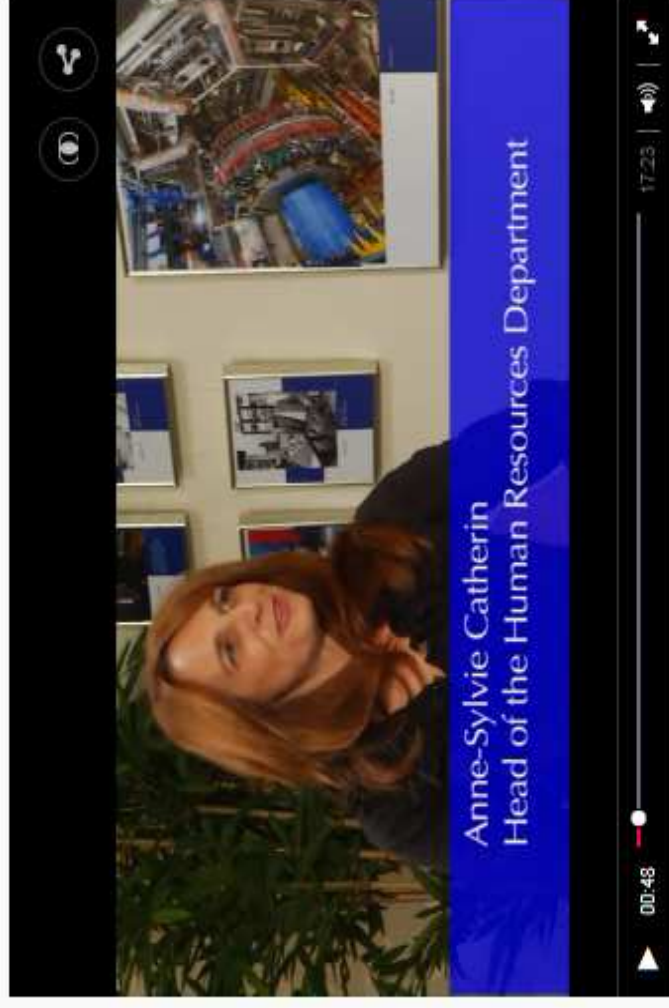 Anne-Sylvie Catherin
Head of the Human Resources Department
00:48
17:23